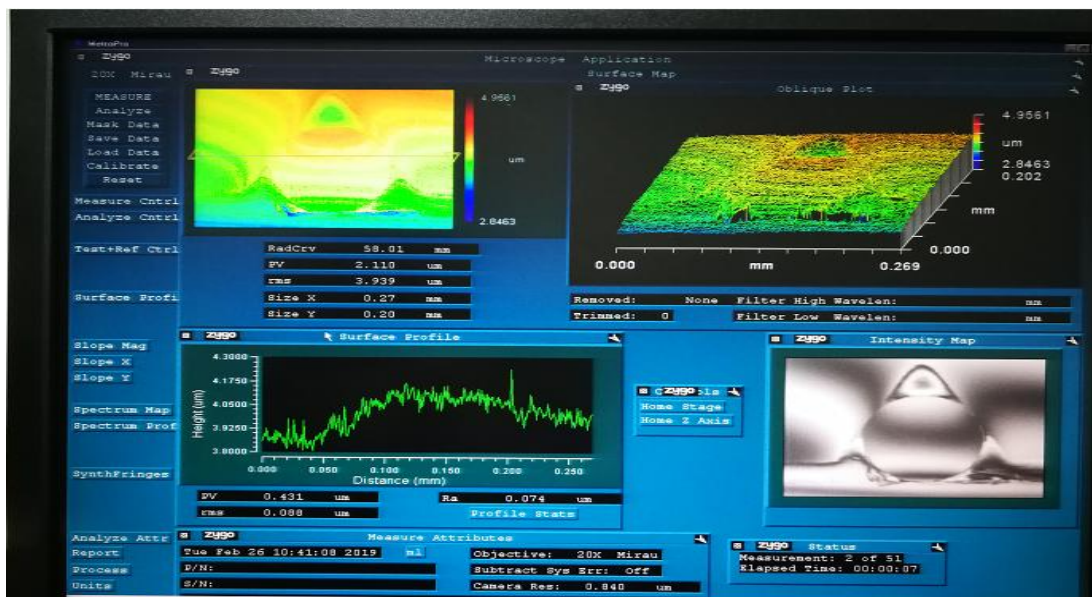 MetroPro
zygo
Microscope Application
20X Mirau
zygo
Surface Map
MEASURE
Analyze
Mask Data
Save Data
Load Data
Calibrate
Reset
4.9561
um
2.8463
zygo
Oblique Plot
4.9561
um
2.8463
0.202
mm
0.000
0.000
mm
0.269
Measure Cntrl
Analyze Cntrl
Test+Ref Ctrl
Surface Profi
RadCrv 58.01 mm
PV 2.110 um
rms 3.939 um
Size X 0.27 mm
Size Y 0.20 mm
Removed: None
Filter High Wavelen: mm
Trimmed: 0
Filter Low Wavelen: mm
Slope Mag
Slope X
Slope Y
Spectrum Map
Spectrum Prof
SynthFringes
zygo
Surface Profile
4.3000
4.1750
4.0500
3.9250
3.8000
Height (um)
0.000
0.050
0.100
0.150
0.200
0.250
Distance (mm)
PV 0.431 um
Ra 0.074 um
rms 0.088 um
Profile Stats
zygo
Home Stage
Home Z Axis
zygo
Intensity Map
Analyze Attr
Report
Process
Units
zygo
Measure Attributes
Tue Feb 26 10:41:08 2019
ml
Objective: 20X Mirau
P/N:
Subtract Sys Err: Off
S/N:
Camera Res: 0.840 um
zygo
Status
Measurement: 2 of 51
Elapsed Time: 00:00:07